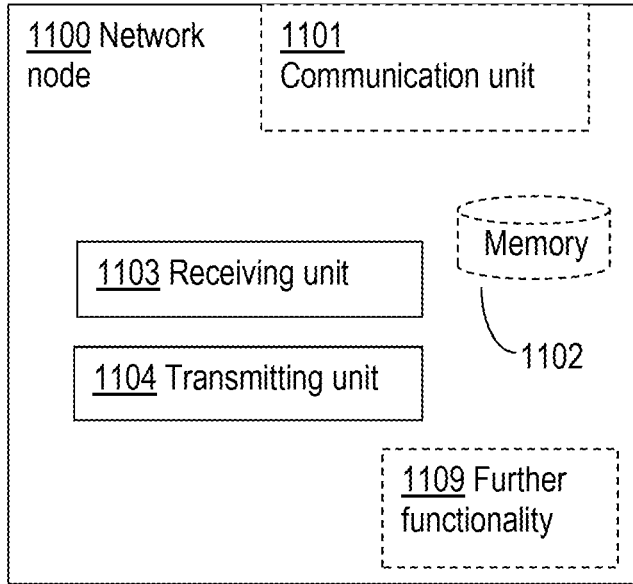 1100 Network
node
1101
Communication unit
Memory
1103 Receiving unit
1102
1104 Transmitting unit
1109 Further
functionality